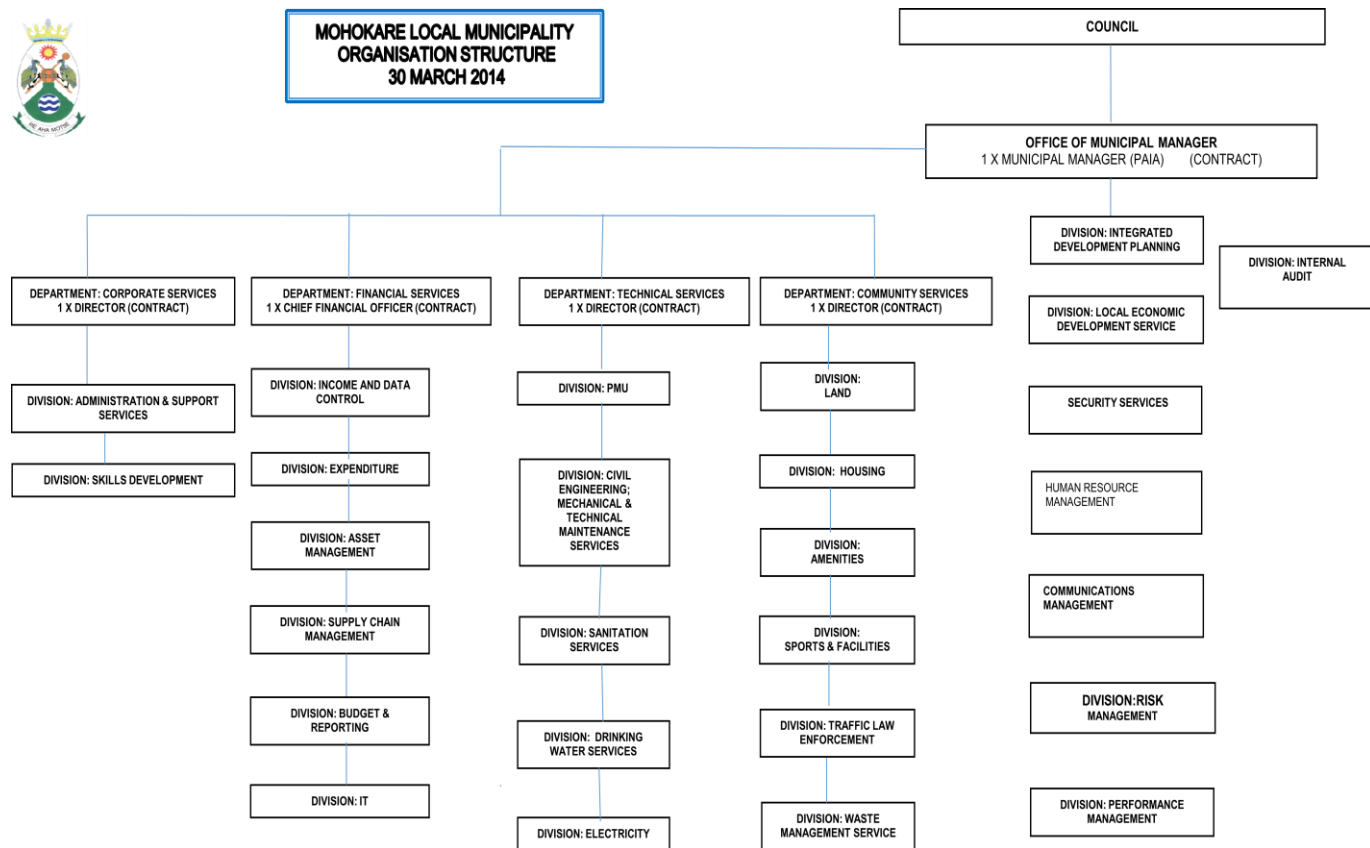 MOHOKARE LOCAL MUNICIPALITY
ORGANISATION STRUCTURE
30 MARCH 2014
COUNCIL
OFFICE OF MUNICIPAL MANAGER
1 X MUNICIPAL MANAGER (PAIA) (CONTRACT)
KE AHA MOTSE
DEPARTMENT: CORPORATE SERVICES
1 X DIRECTOR (CONTRACT)
DIVISION: ADMINISTRATION & SUPPORT
SERVICES
DIVISION: SKILLS DEVELOPMENT
DEPARTMENT: FINANCIAL SERVICES
1 X CHIEF FINANCIAL OFFICER (CONTRACT)
DIVISION: INCOME AND DATA
CONTROL
DIVISION: EXPENDITURE
DIVISION: ASSET
MANAGEMENT
DIVISION: SUPPLY CHAIN
MANAGEMENT
DIVISION: BUDGET &
REPORTING
DIVISION: IT
DEPARTMENT: TECHNICAL SERVICES
1 X DIRECTOR (CONTRACT)
DIVISION: PMU
DIVISION: CIVIL
ENGINEERING;
MECHANICAL &
TECHNICAL
MAINTENANCE
SERVICES
DIVISION: SANITATION
SERVICES
DIVISION: DRINKING
WATER SERVICES
DIVISION: ELECTRICITY
DEPARTMENT: COMMUNITY SERVICES
1 X DIRECTOR (CONTRACT)
DIVISION:
LAND
DIVISION: HOUSING
DIVISION:
AMENITIES
DIVISION:
SPORTS & FACILITIES
DIVISION: TRAFFIC LAW
ENFORCEMENT
DIVISION: WASTE
MANAGEMENT SERVICE
DIVISION: INTEGRATED
DEVELOPMENT PLANNING
DIVISION: INTERNAL
AUDIT
DIVISION: LOCAL ECONOMIC
DEVELOPMENT SERVICE
SECURITY SERVICES
HUMAN RESOURCE
MANAGEMENT
COMMUNICATIONS
MANAGEMENT
DIVISION:RISK
MANAGEMENT
DIVISION: PERFORMANCE
MANAGEMENT